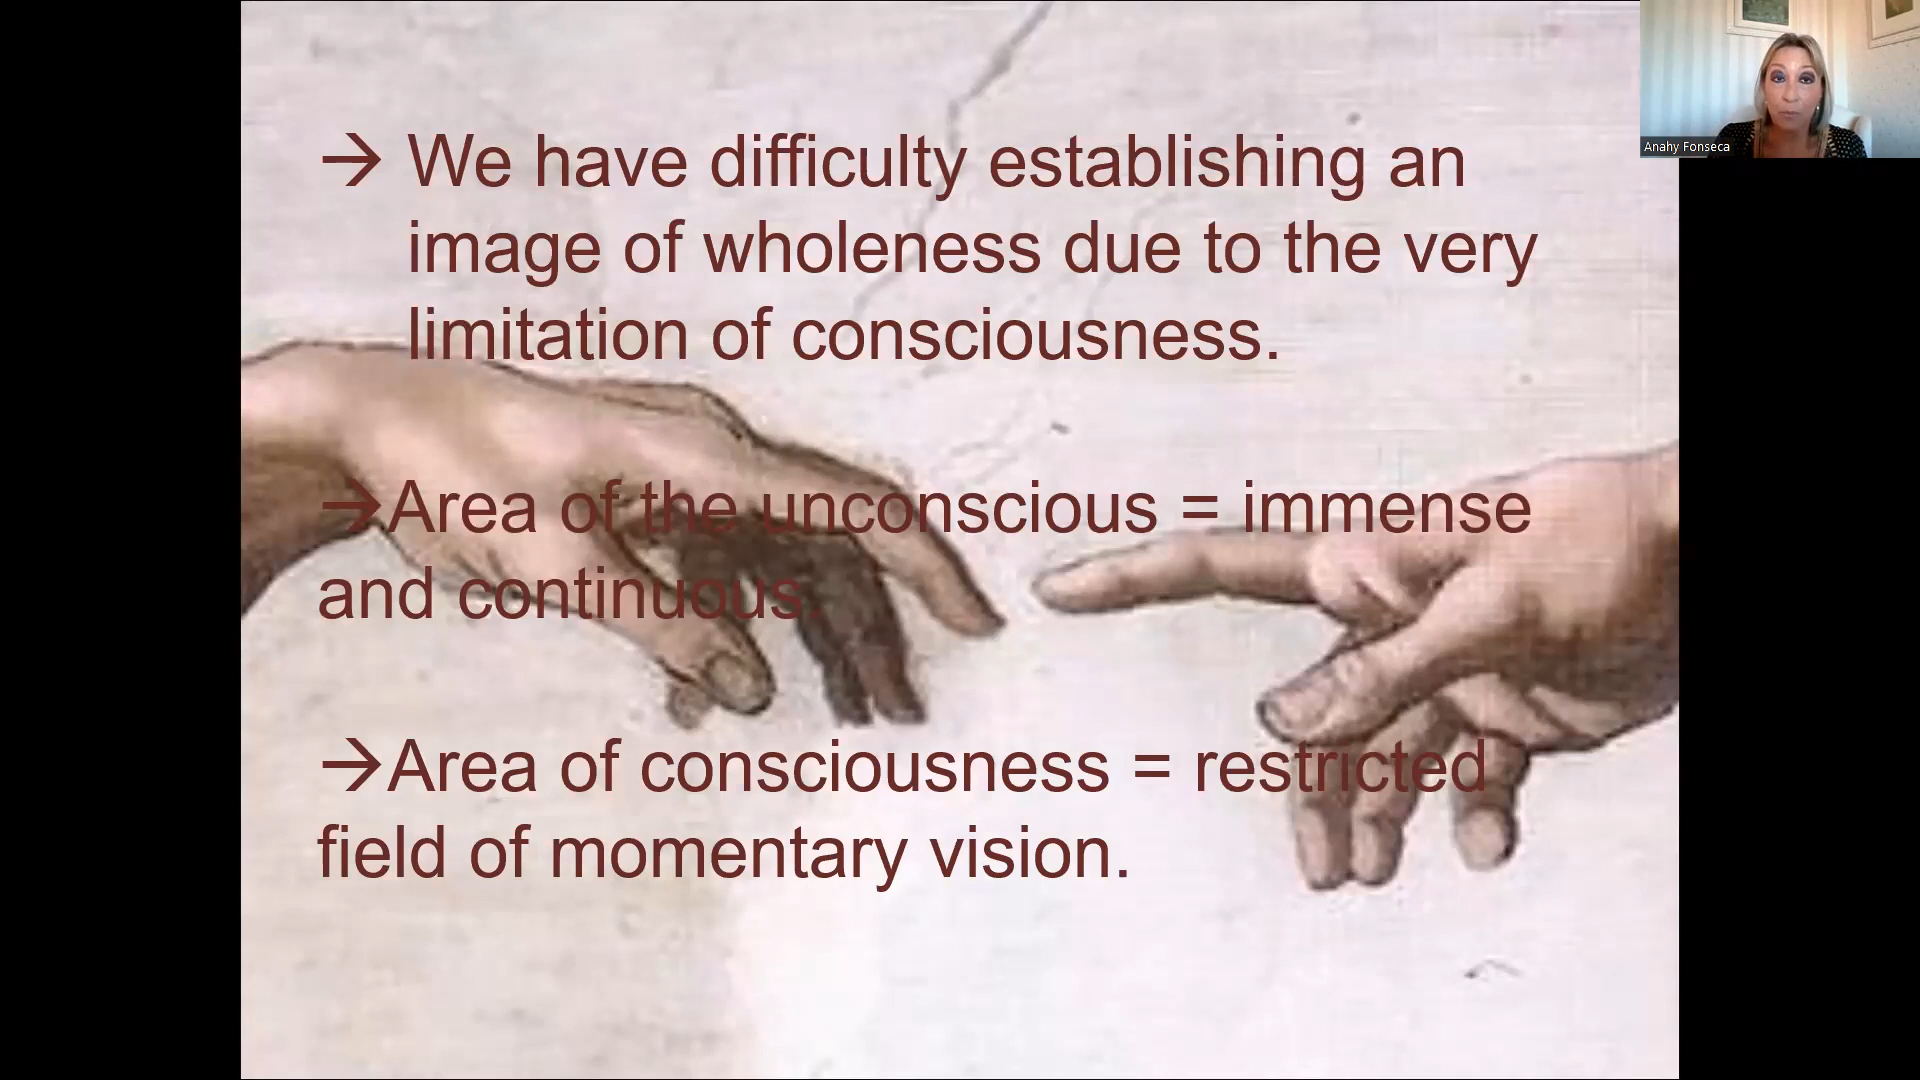 → We have difficulty establishing an
image of wholeness due to the very
limitation of consciousness.
→Area of the unconscious = immense
and continuous.
→Area of consciousness = restricted
field of momentary vision.
Anahy Fonseca